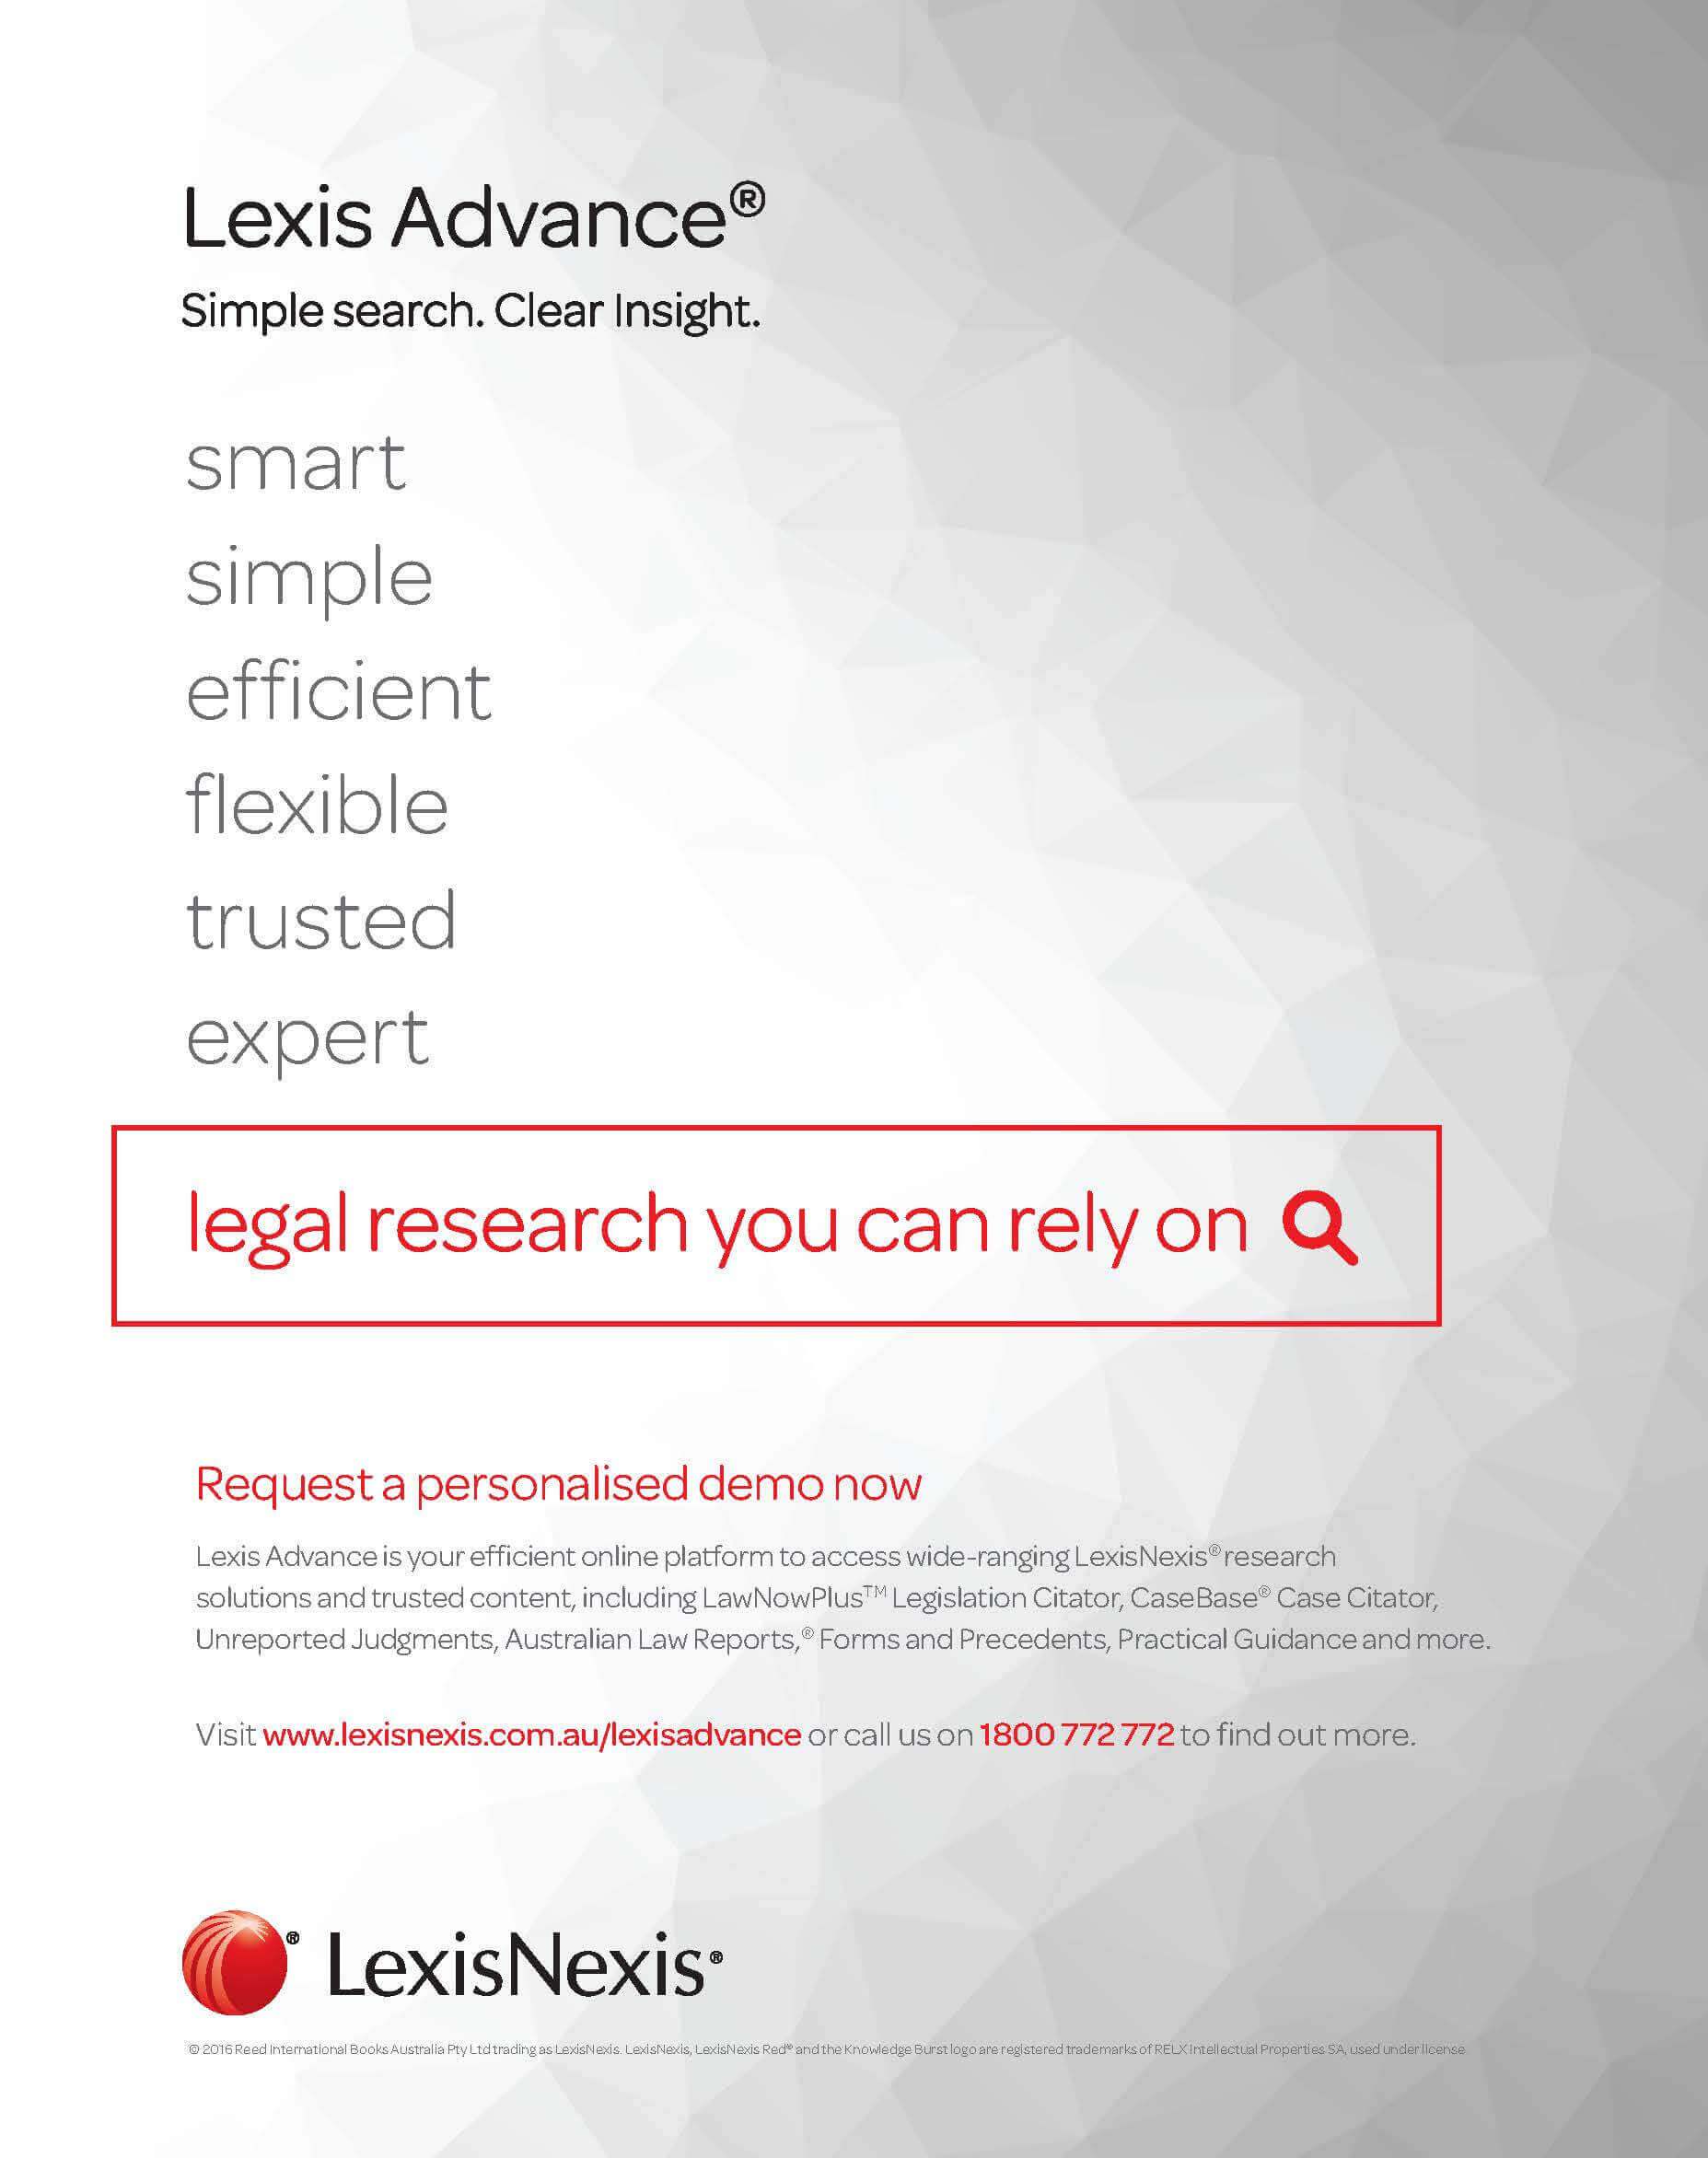 Lexis Advance®
Simple search. Clear Insight.
smart
simple
efficient
flexible
trusted
expert
legal research you can rely on
Request a personalised demo now
Lexis Advance is your efficient online platform to access wide-ranging LexisNexis® research
solutions and trusted content, including LawNowPlus™ Legislation Citator, CaseBase® Case Citator,
Unreported Judgments, Australian Law Reports,® Forms and Precedents, Practical Guidance and more.
Visit www.lexisnexis.com.au/lexisadvance or call us on 1800 772 772 to find out more.
® LexisNexis®
© 2016 Reed International Books Australia Pty Ltd trading as LexisNexis. LexisNexis, LexisNexis Red® and the Knowledge Burst logo are registered trademarks of RELX Intellectual Properties SA, used under license